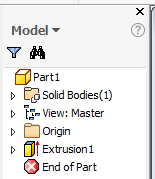 Model
Part1
Solid Bodies(1)
View: Master
Origin
Extrusion1
End of Part